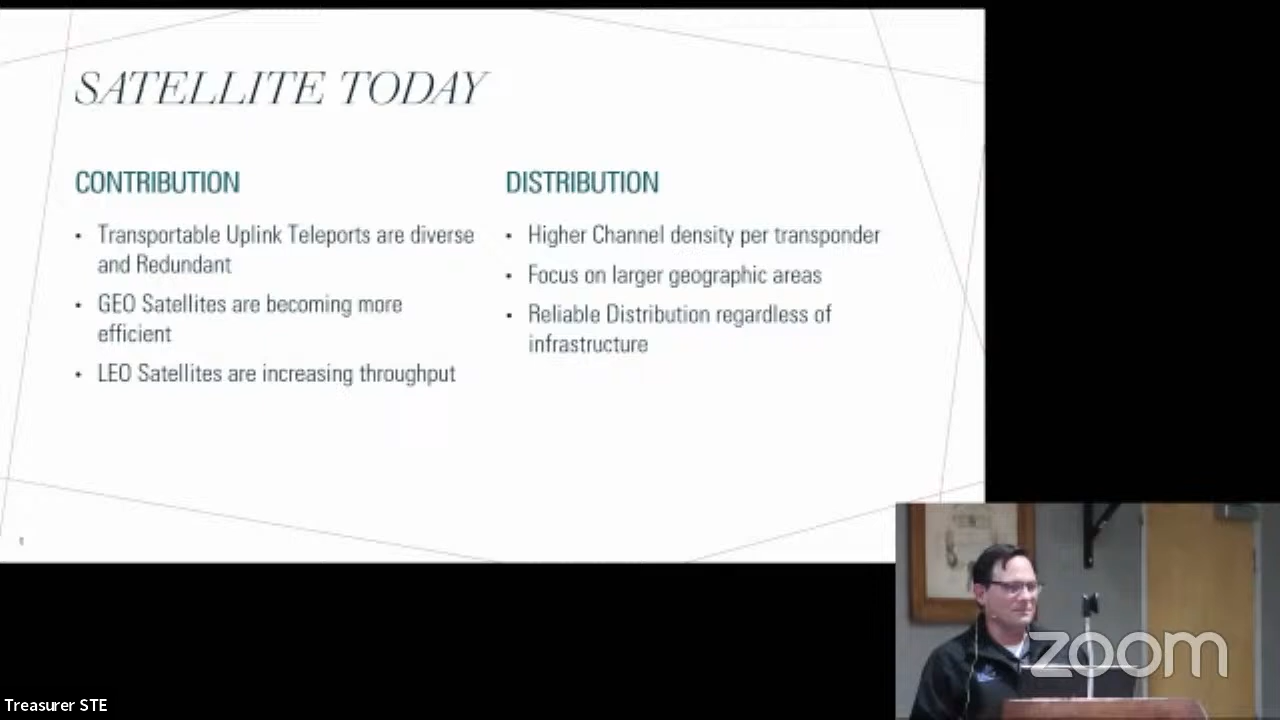 SATELLITE TODAY
CONTRIBUTION
• Transportable Uplink Teleports are diverse
and Redundant
• GEO Satellites are becoming more
efficient
• LEO Satellites are increasing throughput
DISTRIBUTION
• Higher Channel density per transponder
• Focus on larger geographic areas
• Reliable Distribution regardless of
infrastructure
zoom
Treasurer STE